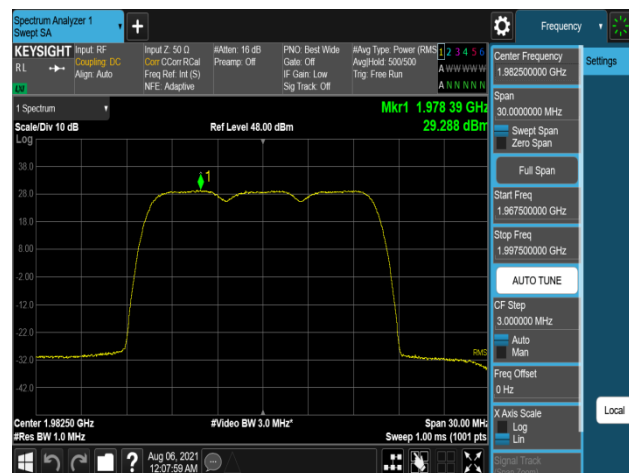 Spectrum Analyzer 1
Swept SA
+
Frequency
KEYSIGHT
RL
LW
Input: RF
Coupling: DC
Align: Auto
Input Z: 50 Ω
Corr CCorr RCal
Freq Ref: Int (S)
NFE: Adaptive
#Atten: 16 dB
Preamp: Off
PNO: Best Wide
Gate: Off
IF Gain: Low
Sig Track: Off
#Avg Type: Power (RMS
Avg|Hold: 500/500
Trig: Free Run
1 2 3 4 5 6
A W W W W W
A N N N N N
1 Spectrum
Scale/Div 10 dB
Ref Level 48.00 dBm
Mkr1 1.978 39 GHz
29.288 dBm
Log
38.0
28.0
18.0
8.00
-2.00
-12.0
-22.0
-32.0
-42.0
1
RMS
Center 1.98250 GHz
#Res BW 1.0 MHz
#Video BW 3.0 MHz*
Span 30.00 MHz
Sweep 1.00 ms (1001 pts
?
Aug 06, 2021
12:07:59 AM
Center Frequency
1.982500000 GHz
Span
30.0000000 MHz
Swept Span
Zero Span
Full Span
Start Freq
1.967500000 GHz
Stop Freq
1.997500000 GHz
AUTO TUNE
CF Step
3.000000 MHz
Auto
Man
Freq Offset
0 Hz
X Axis Scale
Log
Lin
Signal Track
(Span Zoom)
Settings
Local